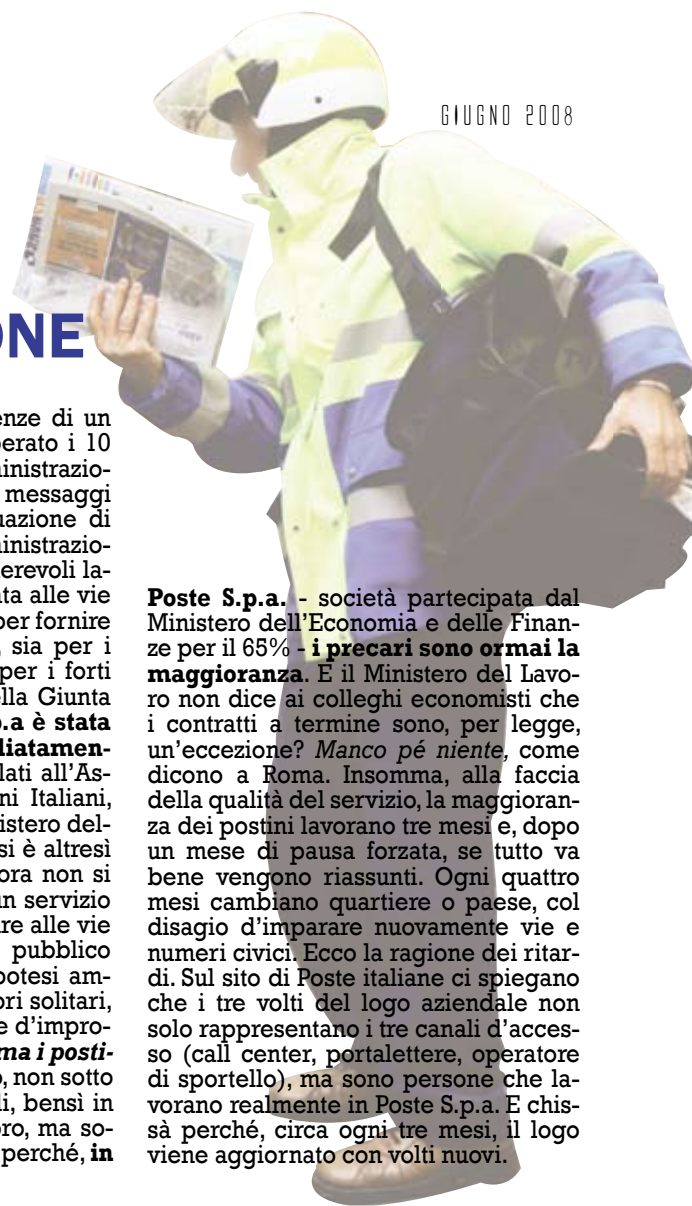 GIUGNO 2008
ONE
enze di un
perato i 10
ministrazio-
messaggi
uazione di
ministrazio-
erevoli la-
ata alle vie
per fornire
, sia per i
per i forti
ella Giunta
p.a è stata
diatamen-
lati all'As-
ni Italiani,
istero del-
si è altresì
ora non si
un servizio
are alle vie
pubblico
potesi am-
ori solitari,
e d'impro-
ma i posti-
o, non sotto
li, bensì in
oro, ma so-
perché, in
Poste S.p.a. - società partecipata dal
Ministero dell'Economia e delle Finan-
ze per il 65% - i precari sono ormai la
maggioranza. E il Ministero del Lavo-
ro non dice ai colleghi economisti che
i contratti a termine sono, per legge,
un'eccezione? Manco pé niente, come
dicono a Roma. Insomma, alla faccia
della qualità del servizio, la maggioran-
za dei postini lavorano tre mesi e, dopo
un mese di pausa forzata, se tutto va
bene vengono riassunti. Ogni quattro
mesi cambiano quartiere o paese, col
disagio d'imparare nuovamente vie e
numeri civici. Ecco la ragione dei ritar-
di. Sul sito di Poste italiane ci spiegano
che i tre volti del logo aziendale non
solo rappresentano i tre canali d'acces-
so (call center, portalettere, operatore
di sportello), ma sono persone che la-
vorano realmente in Poste S.p.a. E chis-
sà perché, circa ogni tre mesi, il logo
viene aggiornato con volti nuovi.